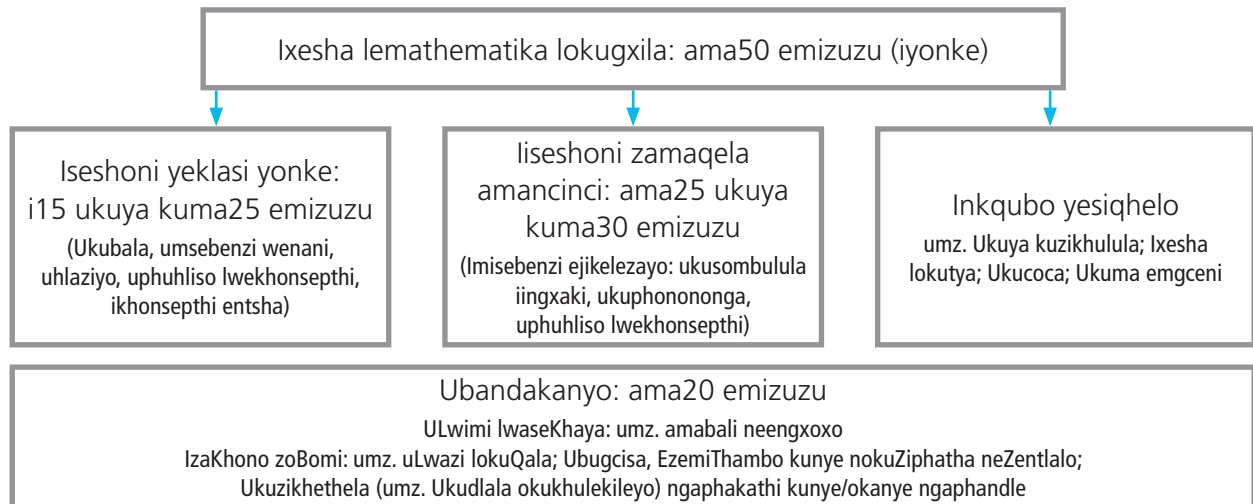 Ixesha lemathematika lokugxila: ama50 emizuzu (iyonke)
Iseshoni yeklasi yonke:
i15 ukuya kuma25 emizuzu
(Ukubala, umsebenzi wenani,
uhlaziyo, uphuhliso lwekhonsepthi,
ikhonsepthi entsha)
Iiseshoni zamaqela
amancinci: ama25 ukuya
kuma30 emizuzu
(Imisebenzi ejikelezayo: ukusombulula
iingxaki, ukuphonononga,
uphuhliso lwekhonsepthi)
Inkqubo yesiqhelo
umz. Ukuya kuzikhulula; Ixesha
lokutya; Ukucoca; Ukuma emgceni
Ubandakanyo: ama20 emizuzu
ULwimi lwaseKhaya: umz. amabali neengxoxo
IzaKhono zoBomi: umz. uLwazi lokuQala; Ubugcisa, EzemiThambo kunye nokuZiphatha neZentlalo;
Ukuzikhethela (umz. Ukudlala okukhulekileyo) ngaphakathi kunye/okanye ngaphandle